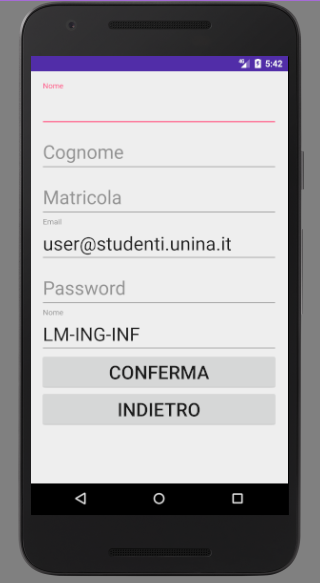 5:42
Nome
Cognome
Matricola
Email
user@studenti.unina.it
Password
Nome
LM-ING-INF
CONFERMA
INDIETRO